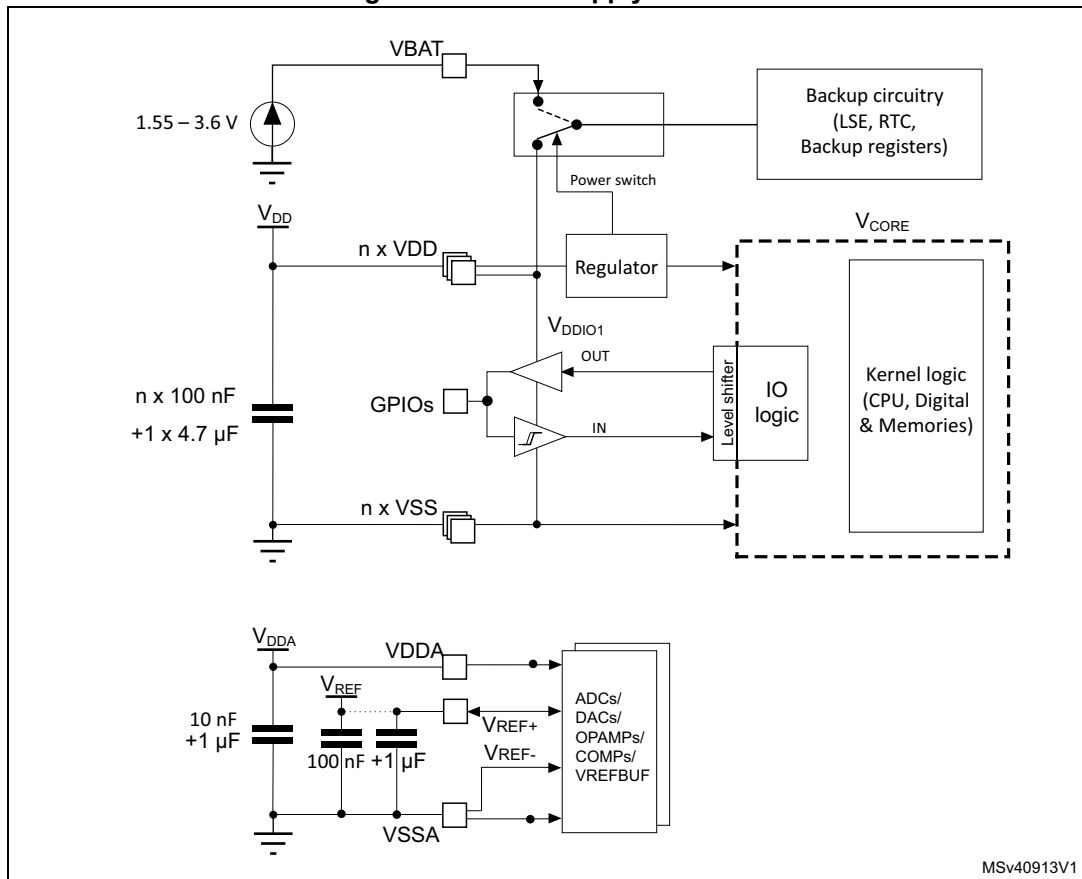 VBAT
1.55 – 3.6 V
Backup circuitry
(LSE, RTC,
Backup registers)
Power switch
VDD
n x VDD
Regulator
VCORE
VDDIO1
OUT
n x 100 nF
+1 x 4.7 µF
GPIOs
IN
Level shifter
IO
logic
Kernel logic
(CPU, Digital
& Memories)
n x VSS
VDDA
VDDA
VREF
10 nF
+1 µF
100 nF
+1 µF
VREF+
VREF-
ADCs/
DACs/
OPAMPs/
COMPs/
VREFBUF
VSSA
MSv40913V1